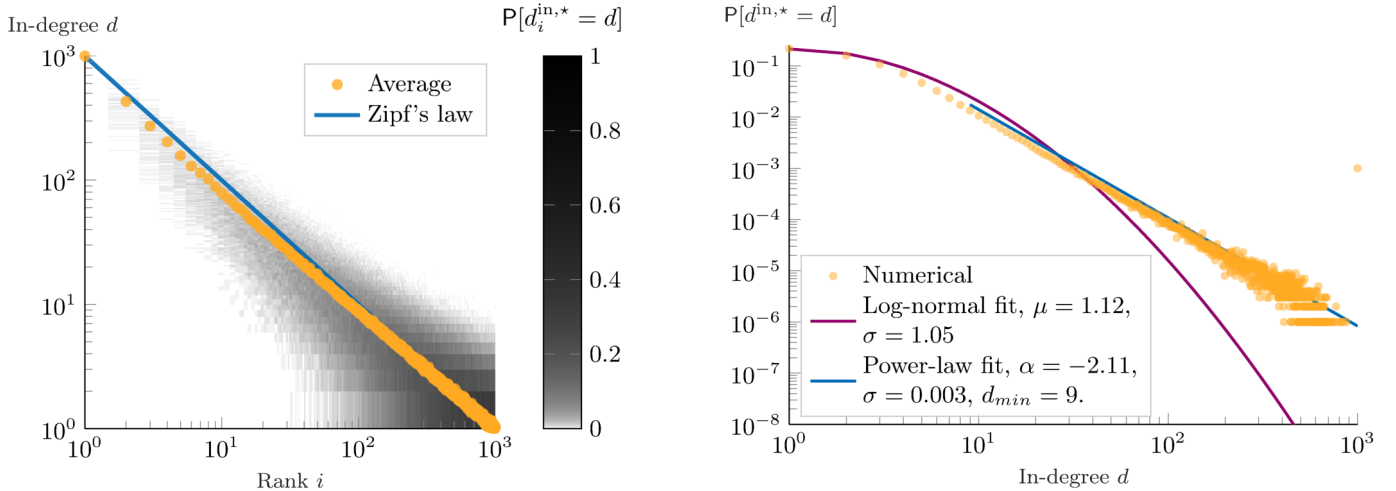 In-degree d
P[d_i^{in,⋆} = d]
10^3
10^2
10^1
10^0
10^0
10^1
10^2
10^3
Rank i
Average
Zipf's law
1
0.8
0.6
0.4
0.2
0
P[d^{in,⋆} = d]
10^−1
10^−2
10^−3
10^−4
10^−5
10^−6
10^−7
10^−8
10^0
10^1
10^2
10^3
In-degree d
Numerical
Log-normal fit, μ = 1.12,
σ = 1.05
Power-law fit, α = −2.11,
σ = 0.003, d_{min} = 9.